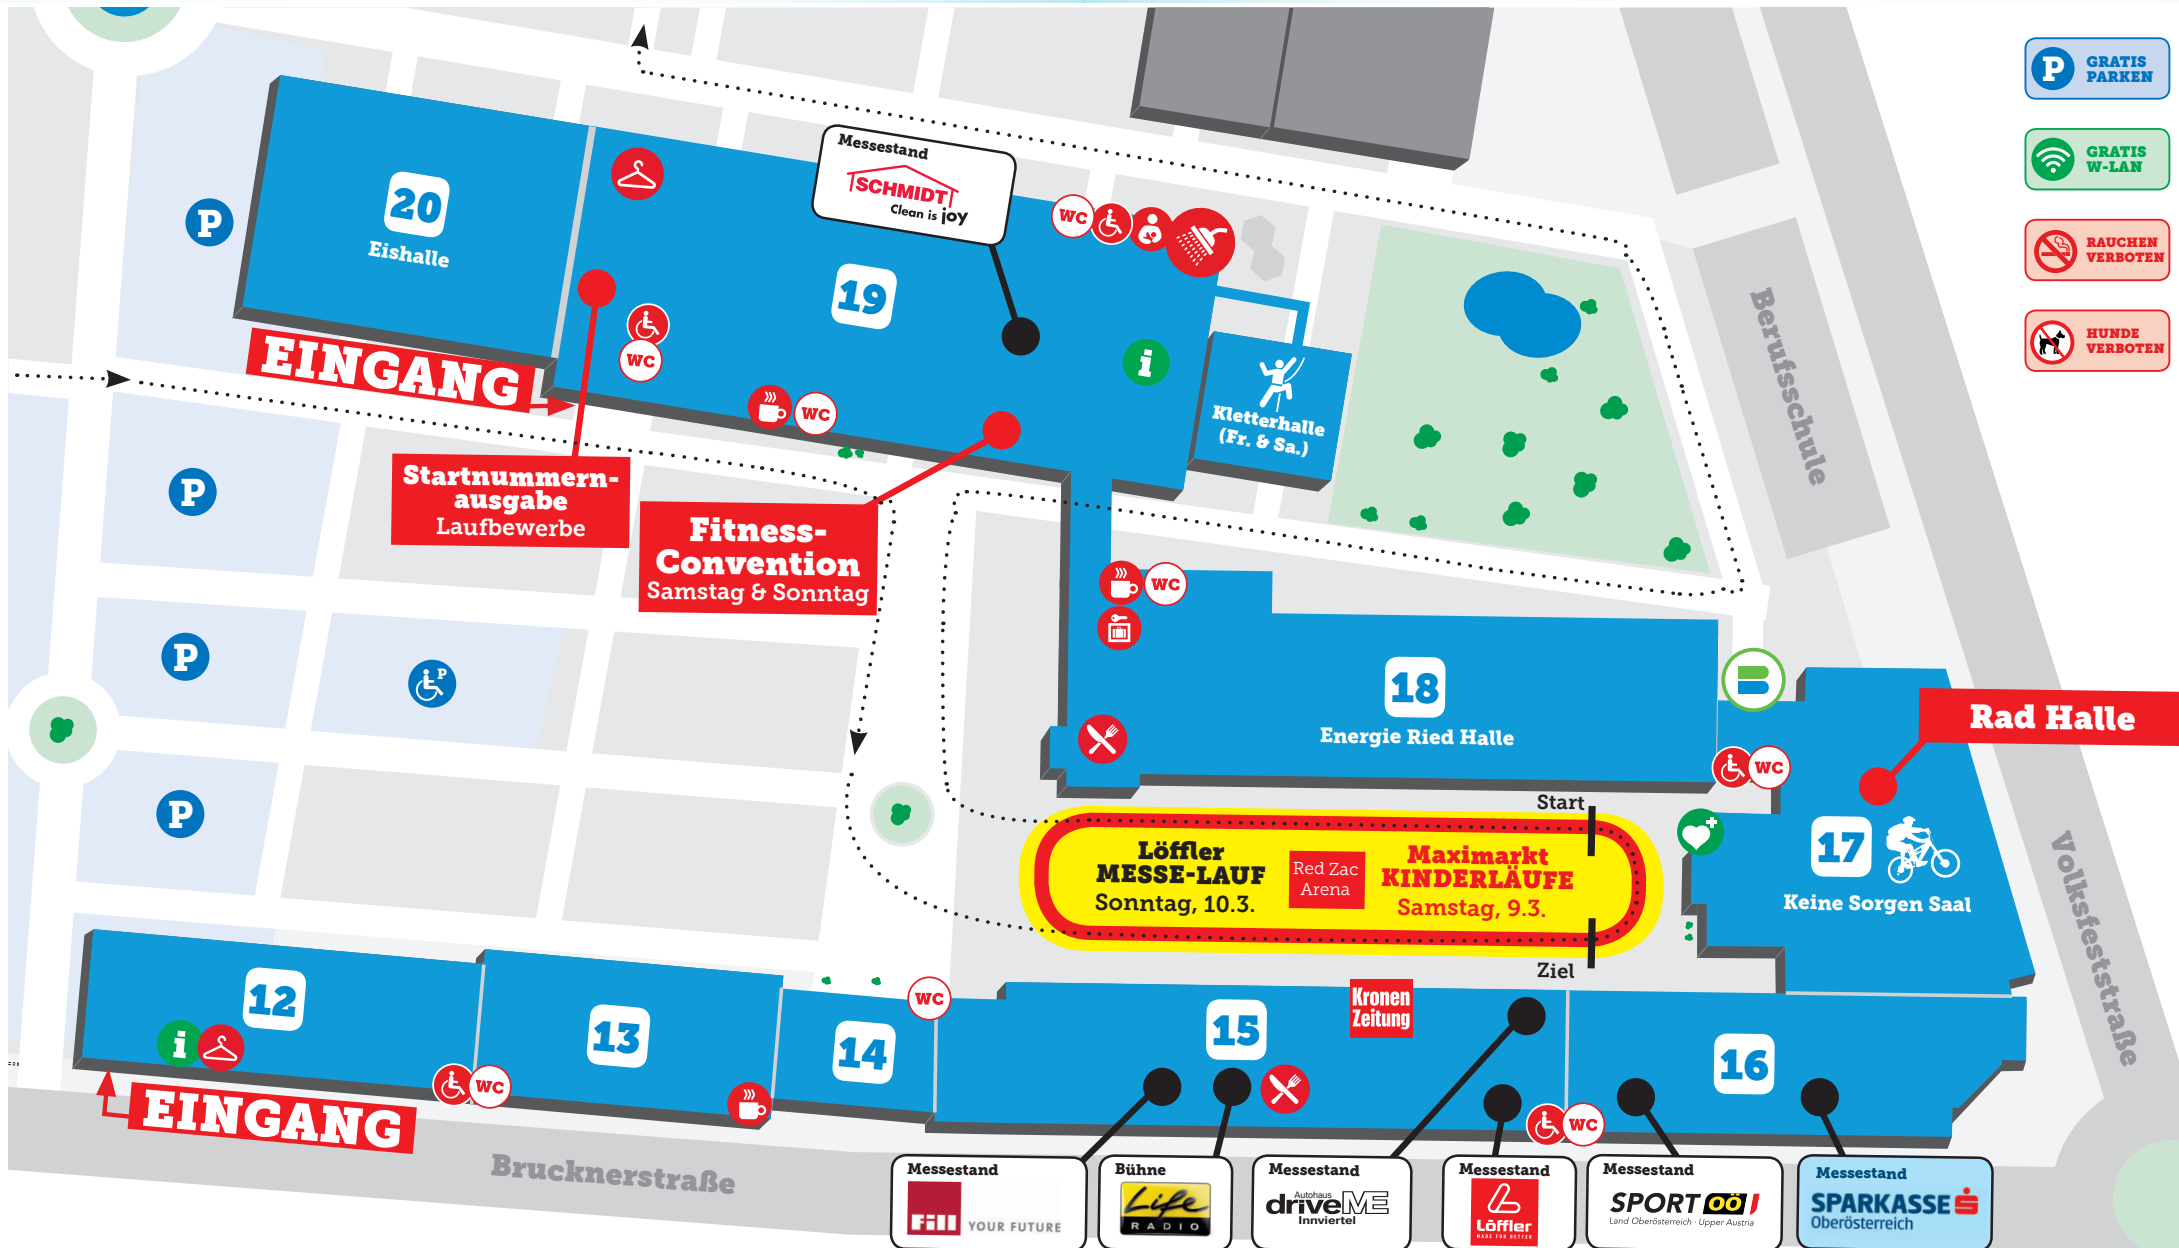 P
GRATIS
PARKEN
GRATIS
W-LAN
RAUCHEN
VERBOTEN
HUNDE
VERBOTEN
20
Eishalle
P
Messestand
SCHMIDT
Clean is joy
WC
19
WC
WC
i
EINGANG
Kletterhalle
(Fr. & Sa.)
Berufsschule
Startnummern-
ausgabe
Laufbewerbe
P
Fitness-
Convention
Samstag & Sonntag
WC
P
P
18
Energie Ried Halle
Rad Halle
WC
P
Start
Löffler
MESSE-LAUF
Sonntag, 10.3.
Red Zac
Arena
Maximarkt
KINDERLÄUFE
Samstag, 9.3.
Ziel
17
Keine Sorgen Saal
Volksfeststraße
12
i
13
14
WC
15
Kronen
Zeitung
16
WC
WC
EINGANG
Brucknerstraße
Messestand
Fill
YOUR FUTURE
Bühne
Life
RADIO
Messestand
Autohaus
driveME
Innviertel
Messestand
Löffler
MADE FOR BETTER
Messestand
SPORT OÖ
Land Oberösterreich · Upper Austria
Messestand
SPARKASSE
Oberösterreich